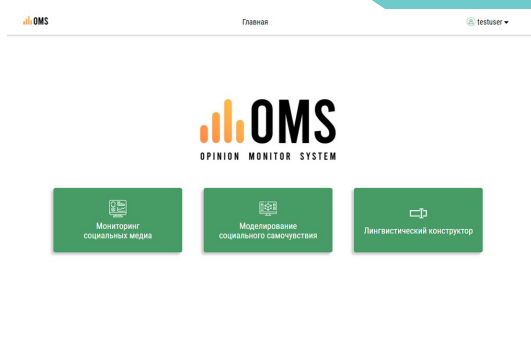 OMS
Главная
testuser
OMS
OPINION MONITOR SYSTEM
Мониторинг
социальных медиа
Моделирование
социального самочувствия
Лингвистический конструктор